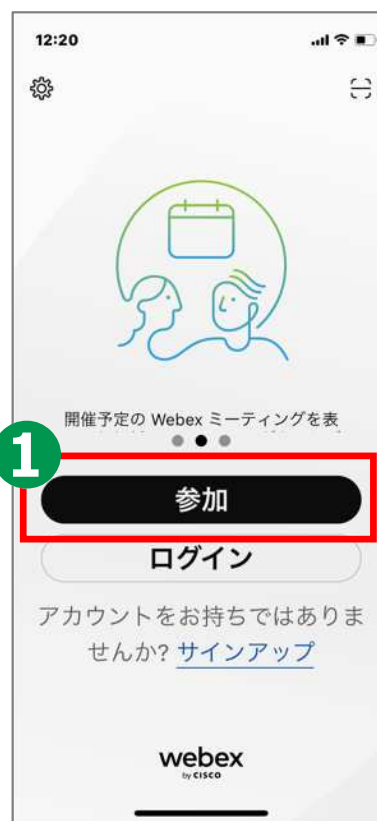 12:20
開催予定の Webex ミーティングを表
1
参加
ログイン
アカウントをお持ちではありま
せんか? サインアップ
webex
by CISCO